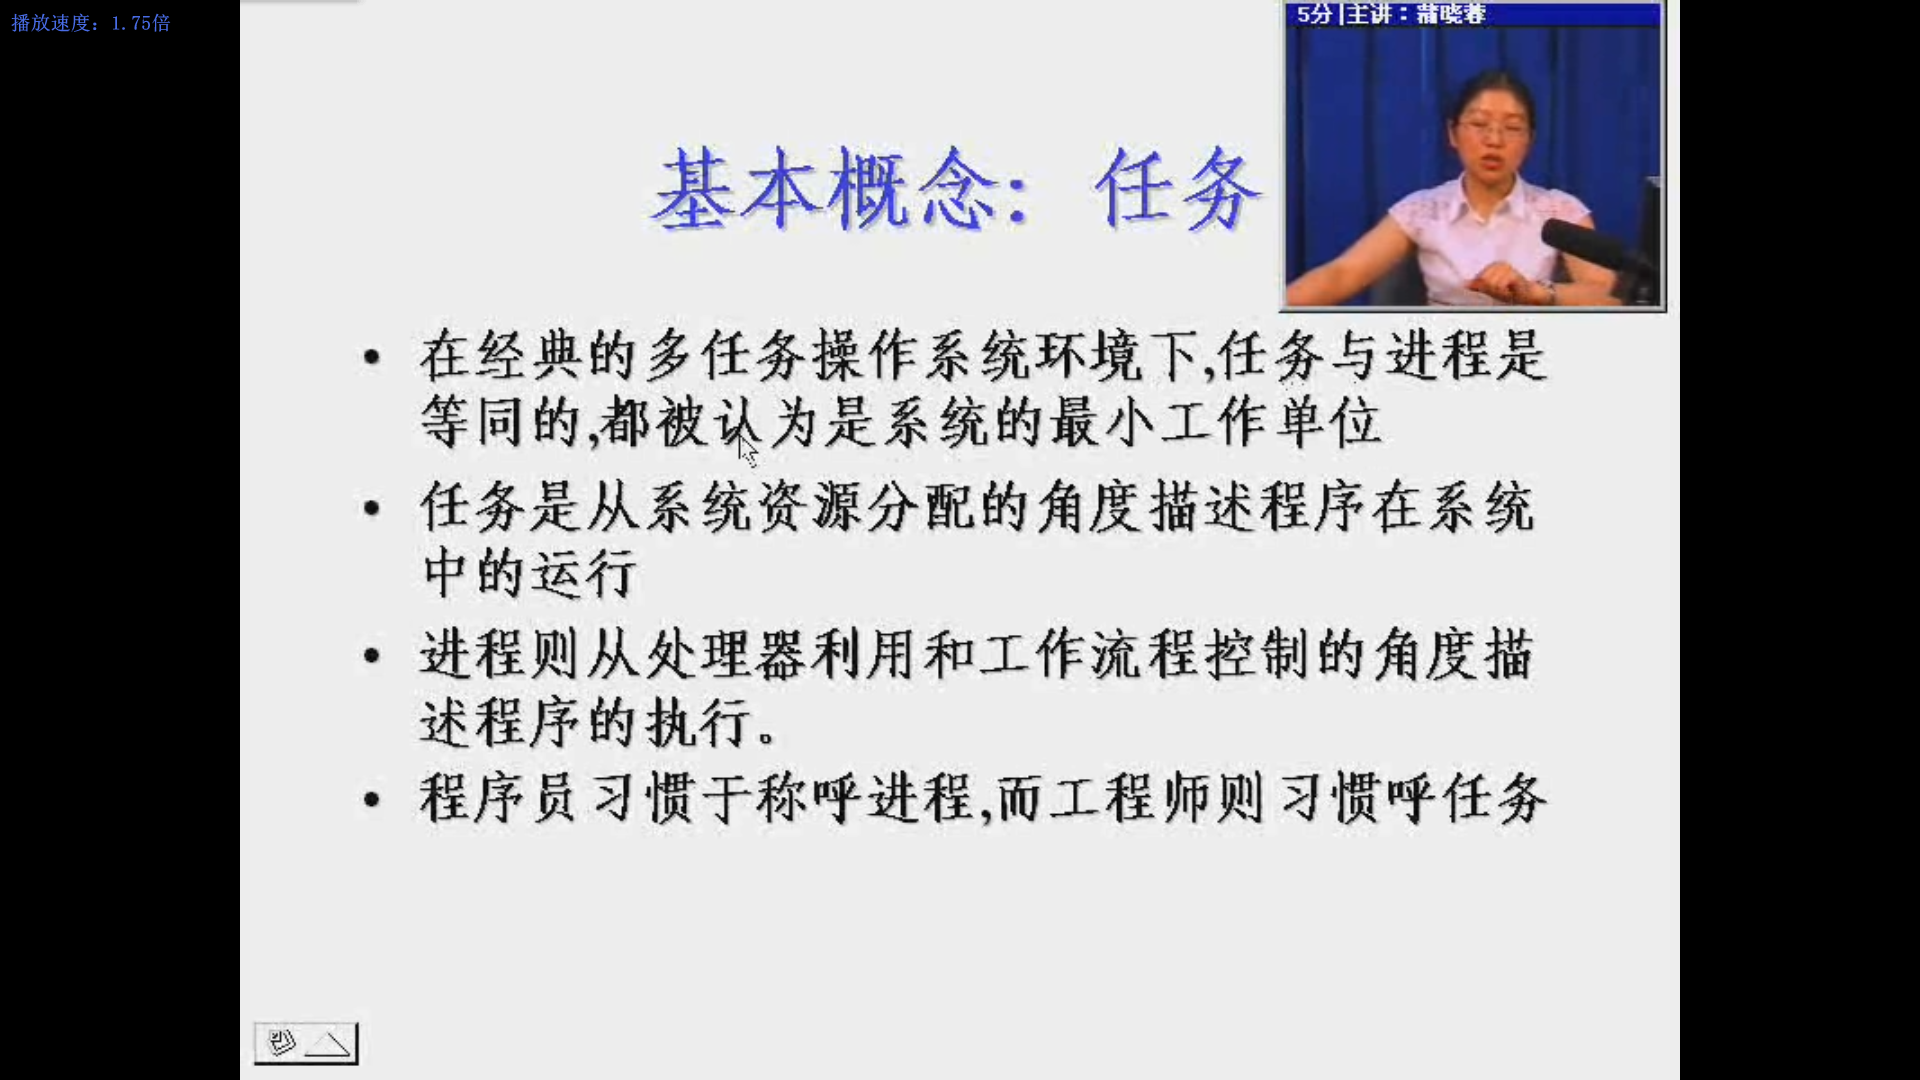 播放速度：1.75倍
5分|主讲：蒲晓蓉
基本概念：任务
• 在经典的多任务操作系统环境下,任务与进程是
等同的,都被认为是系统的最小工作单位
• 任务是从系统资源分配的角度描述程序在系统
中的运行
• 进程则从处理器利用和工作流程控制的角度描
述程序的执行。
• 程序员习惯于称呼进程,而工程师则习惯呼任务